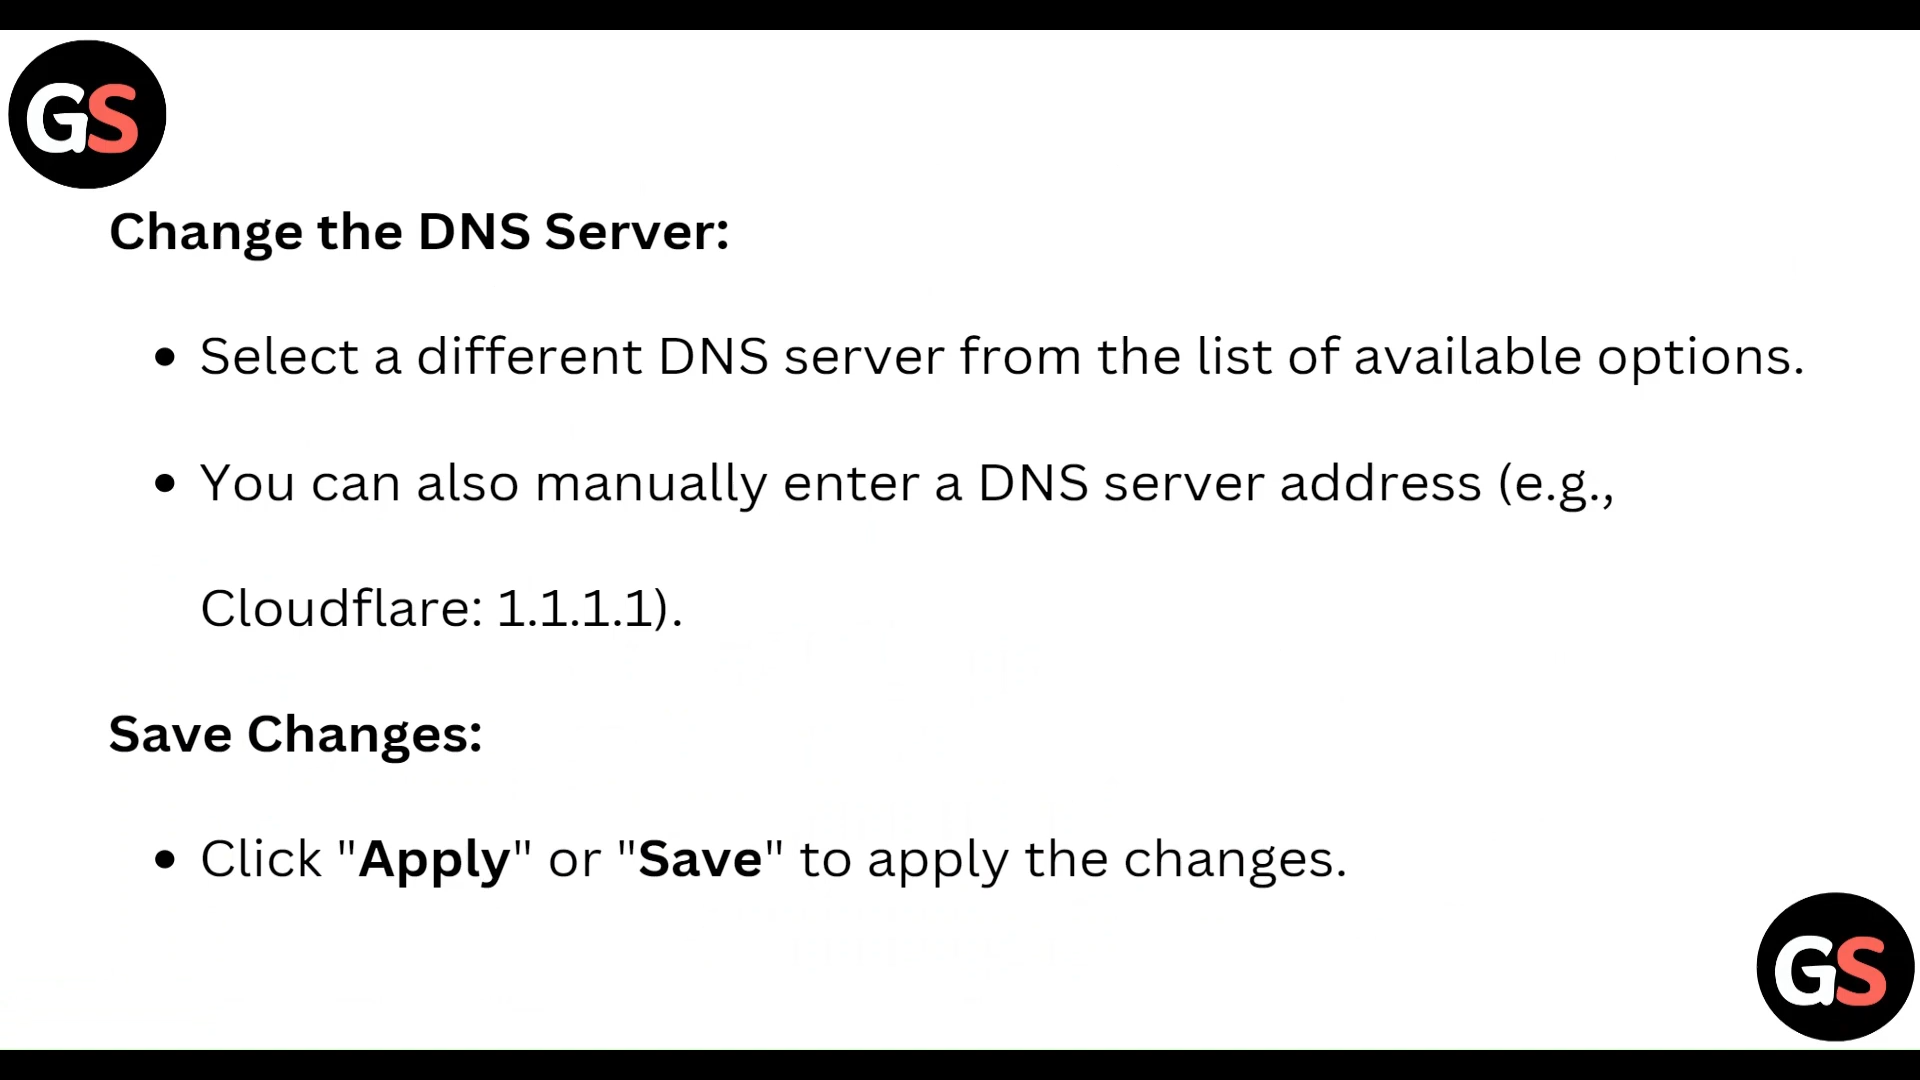 GS
Change the DNS Server:
• Select a different DNS server from the list of available options.
• You can also manually enter a DNS server address (e.g.,
Cloudflare: 1.1.1.1).
Save Changes:
• Click "Apply" or "Save" to apply the changes.
GS